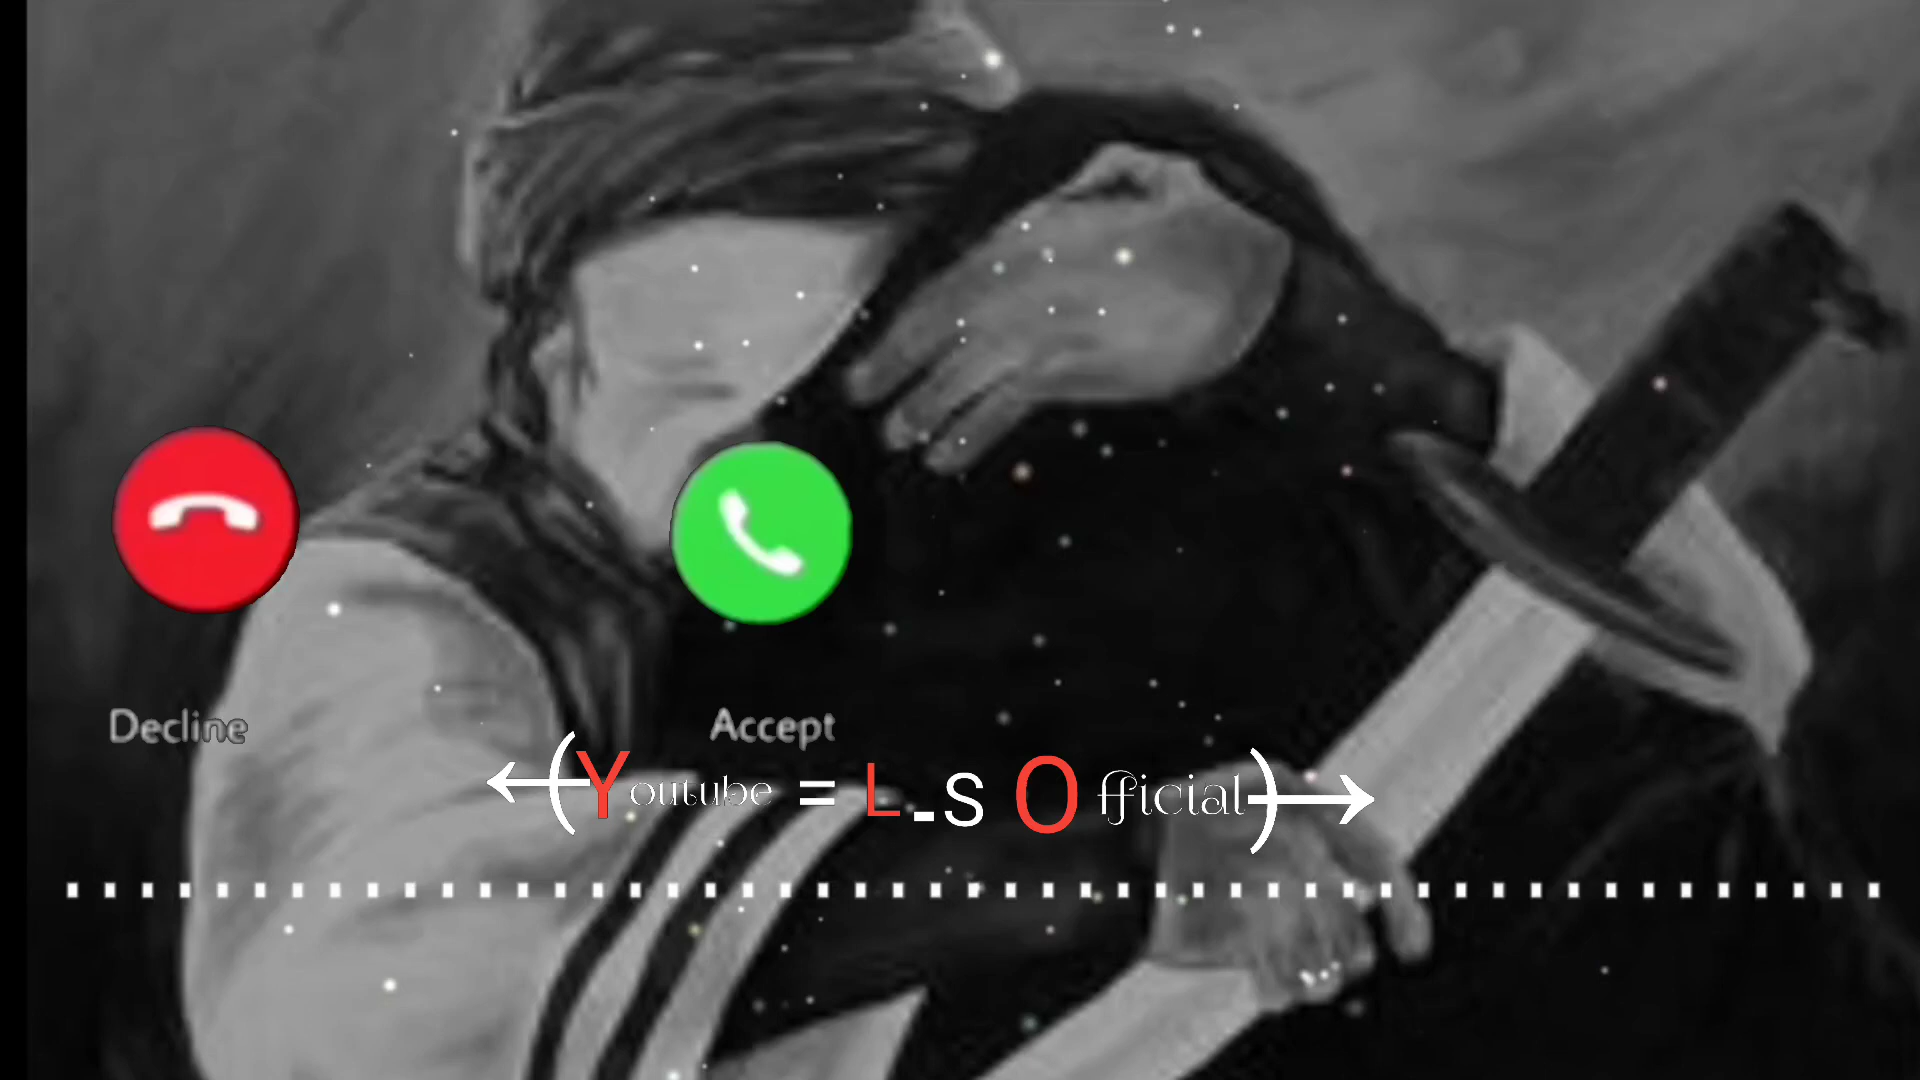 Decline
Accept
(Youtube = L-S Official)